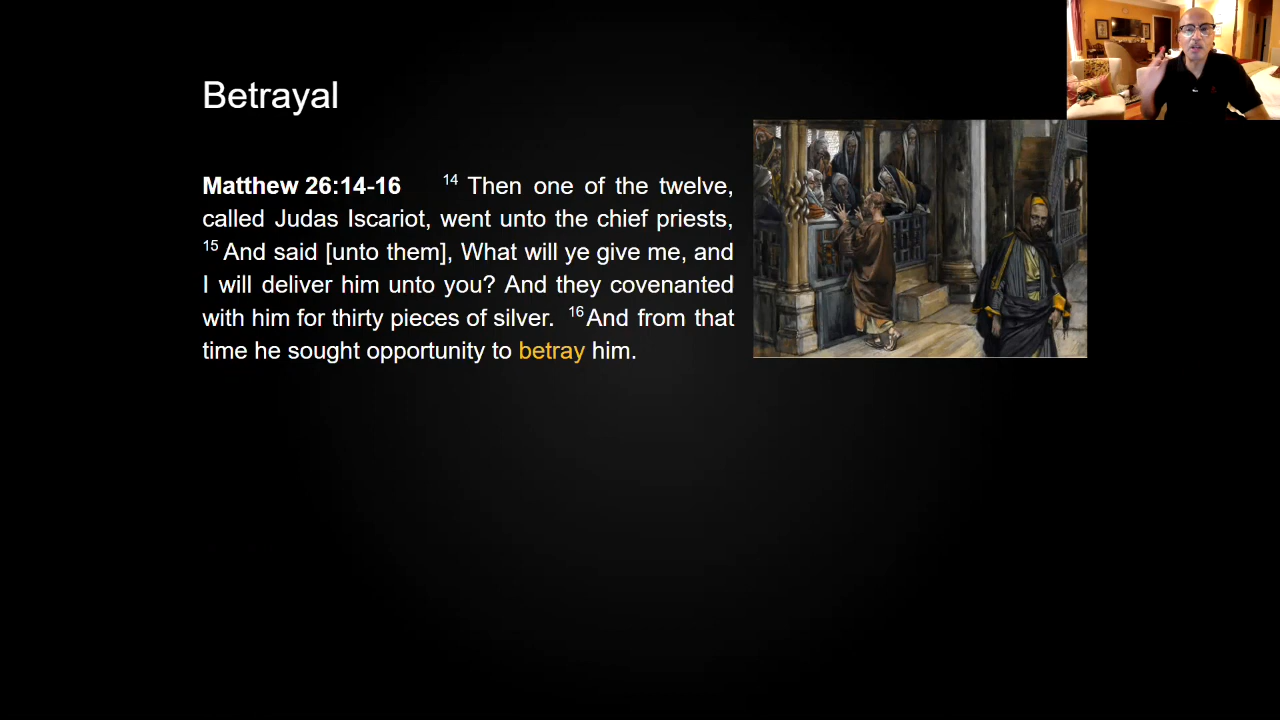 Betrayal
Matthew 26:14-16 14 Then one of the twelve,
called Judas Iscariot, went unto the chief priests,
15 And said [unto them], What will ye give me, and
I will deliver him unto you? And they covenanted
with him for thirty pieces of silver. 16 And from that
time he sought opportunity to betray him.